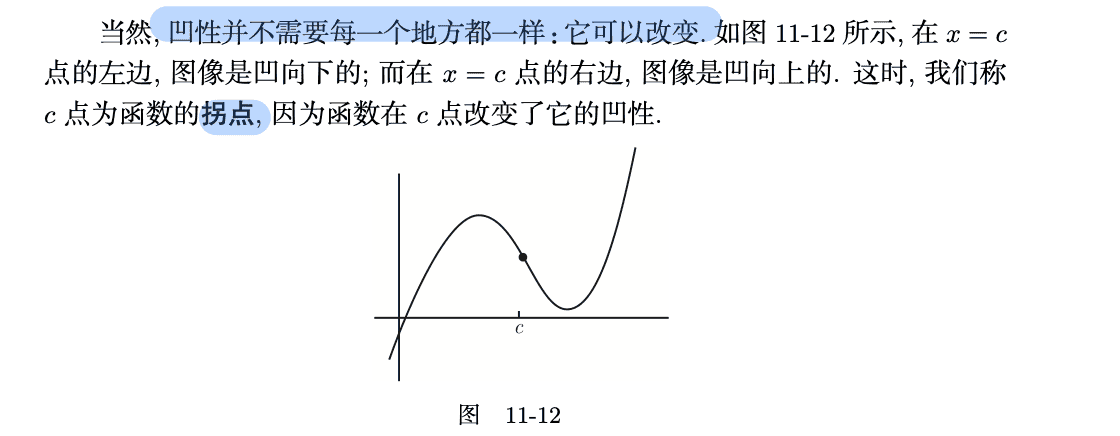 当然, 凹性并不需要每一个地方都一样: 它可以改变. 如图 11-12 所示, 在 x = c
点的左边, 图像是凹向下的; 而在 x = c 点的右边, 图像是凹向上的. 这时, 我们称
c 点为函数的拐点, 因为函数在 c 点改变了它的凹性.
c
图 11-12